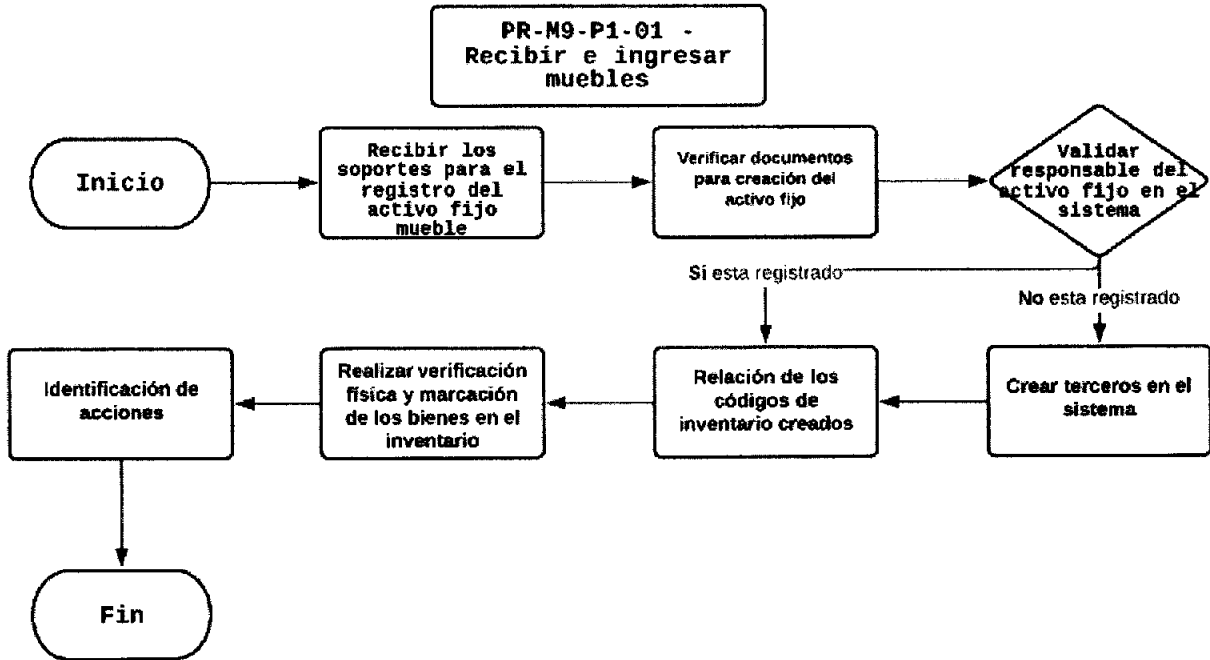 PR-M9-P1-01 -
Recibir e ingresar
muebles
Inicio
Recibir los
soportes para el
registro del
activo fijo
mueble
Verificar documentos
para creación del
activo fijo
Validar
responsable del
activo fijo en el
sistema
Sí esta registrado
No esta registrado
Identificación de
acciones
Realizar verificación
física y marcación
de los bienes en el
inventario
Relación de los
códigos de
inventario creados
Crear terceros en el
sistema
Fin